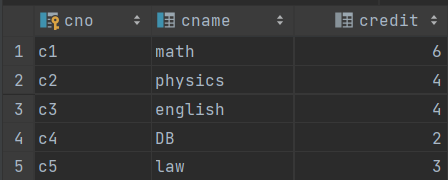 cno cname credit
1 c1 math 6
2 c2 physics 4
3 c3 english 4
4 c4 DB 2
5 c5 law 3